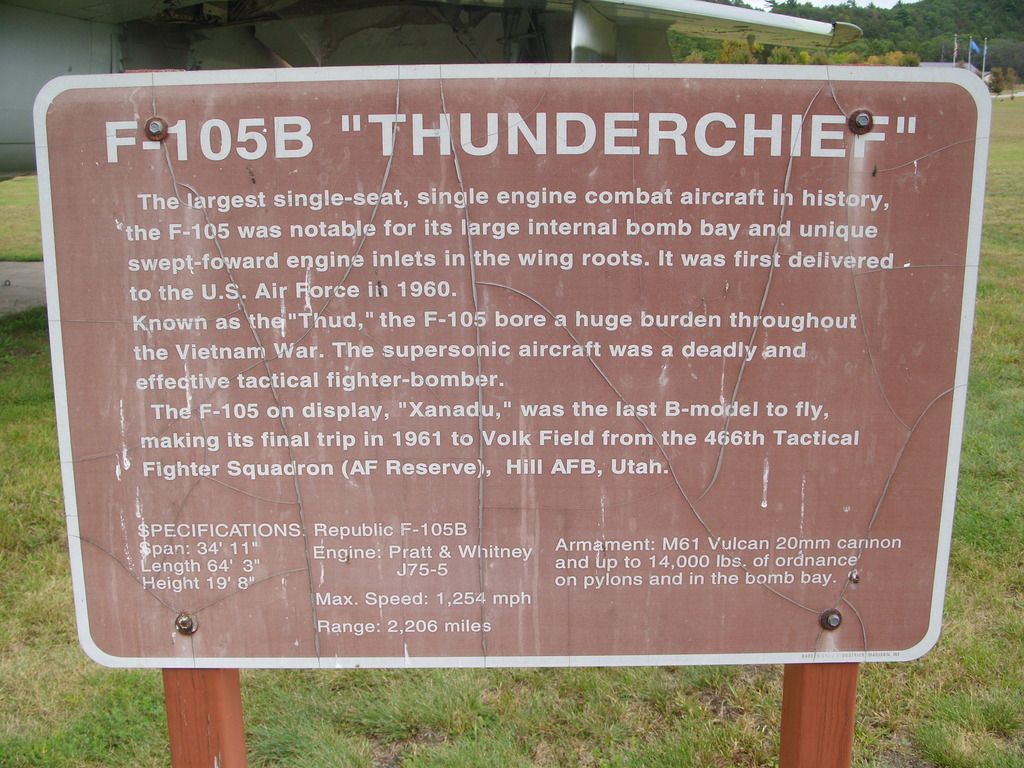 F-105B "THUNDERCHIEF"
The largest single-seat, single engine combat aircraft in history,
the F-105 was notable for its large internal bomb bay and unique
swept-foward engine inlets in the wing roots. It was first delivered
to the U.S. Air Force in 1960.
Known as the "Thud," the F-105 bore a huge burden throughout
the Vietnam War. The supersonic aircraft was a deadly and
effective tactical fighter-bomber.
The F-105 on display, "Xanadu," was the last B-model to fly,
making its final trip in 1961 to Volk Field from the 466th Tactical
Fighter Squadron (AF Reserve), Hill AFB, Utah.
SPECIFICATIONS: Republic F-105B
Span: 34' 11"
Length 64' 3"
Height 19' 8"
Engine: Pratt & Whitney
J75-5
Max. Speed: 1,254 mph
Range: 2,206 miles
Armament: M61 Vulcan 20mm cannon
and up to 14,000 lbs. of ordnance
on pylons and in the bomb bay.